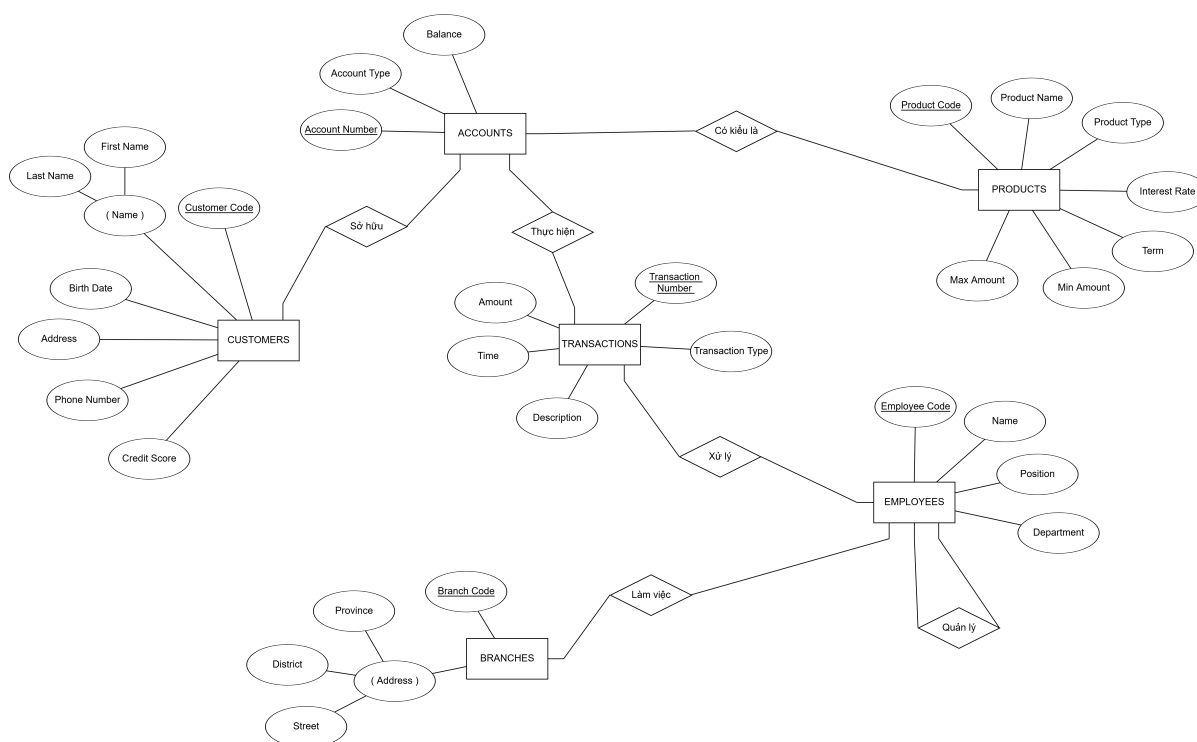 Balance
Account Type
Account Number
ACCOUNTS
Có kiểu là
Product Code
Product Name
Product Type
PRODUCTS
Interest Rate
Term
Min Amount
Max Amount
First Name
Last Name
( Name )
Customer Code
Sở hữu
Thực hiện
Birth Date
Address
CUSTOMERS
Phone Number
Credit Score
Transaction
Number
Amount
Time
TRANSACTIONS
Transaction Type
Description
Xử lý
Employee Code
Name
Position
EMPLOYEES
Department
Quản lý
Làm việc
Branch Code
Province
BRANCHES
District
( Address )
Street